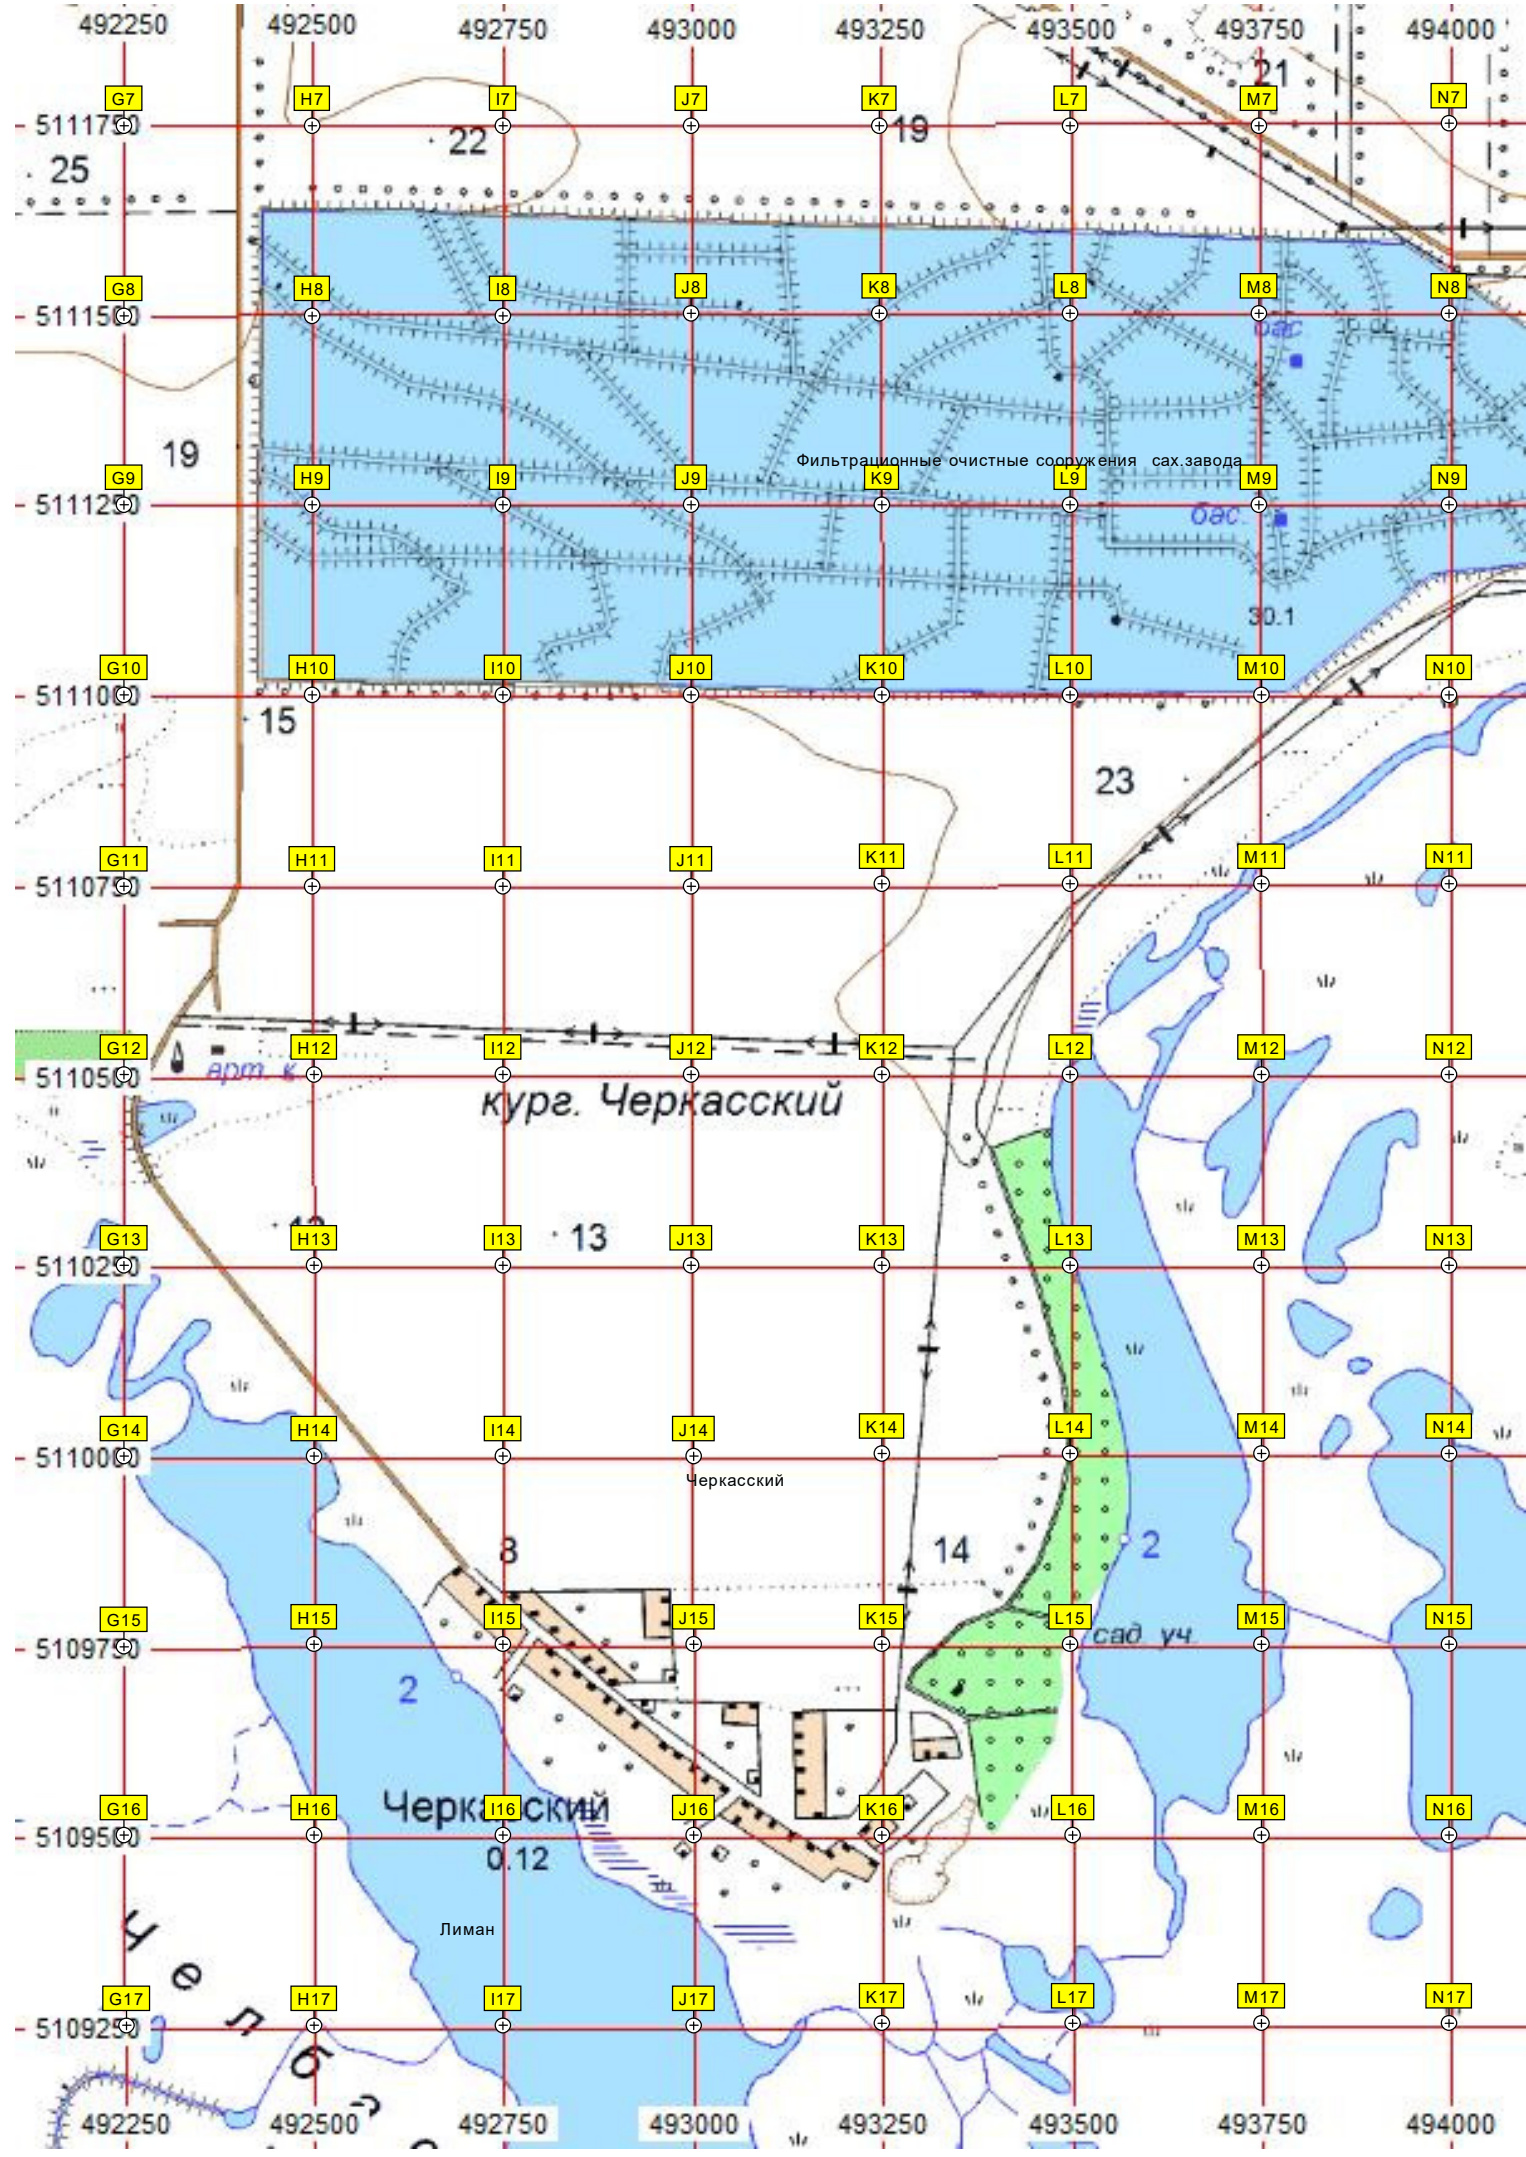 492250 492500 492750 493000 493250 493500 493750 494000
21
G7 H7 I7 J7 K7 L7 M7 N7
5111750
22 19
25
G8 H8 I8 J8 K8 L8 M8 N8
5111500
бас.
19
Фильтрационные очистные сооружения сах.завода
G9 H9 I9 J9 K9 L9 M9 N9
5111250
бас.
30.1
G10 H10 I10 J10 K10 L10 M10 N10
5111000
15
23
G11 H11 I11 J11 K11 L11 M11 N11
5110750
G12 H12 I12 J12 K12 L12 M12 N12
арт. к.
5110500
кург. Черкасский
12 13
G13 H13 I13 J13 K13 L13 M13 N13
5110250
G14 H14 I14 J14 K14 L14 M14 N14
5110000
Черкасский
8 14 2
G15 H15 I15 J15 K15 L15 M15 N15
5109750
сад. уч.
2
Черкасский
G16 H16 I16 J16 K16 L16 M16 N16
5109500
0.12
Лиман
Ч е л б а с
G17 H17 I17 J17 K17 L17 M17 N17
5109250
492250 492500 492750 493000 493250 493500 493750 494000